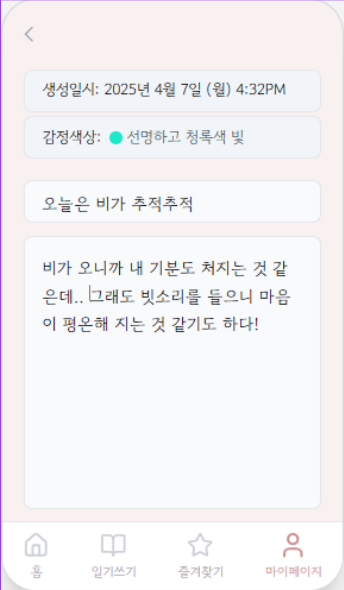 생성일시: 2025년 4월 7일 (월) 4:32PM
감정색상: 선명하고 청록색 빛
오늘은 비가 추적추적
비가 오니까 내 기분도 처지는 것 같
은데.. 그래도 빗소리를 들으니 마음
이 평온해 지는 것 같기도 하다!
홈 일기쓰기 즐겨찾기 마이페이지